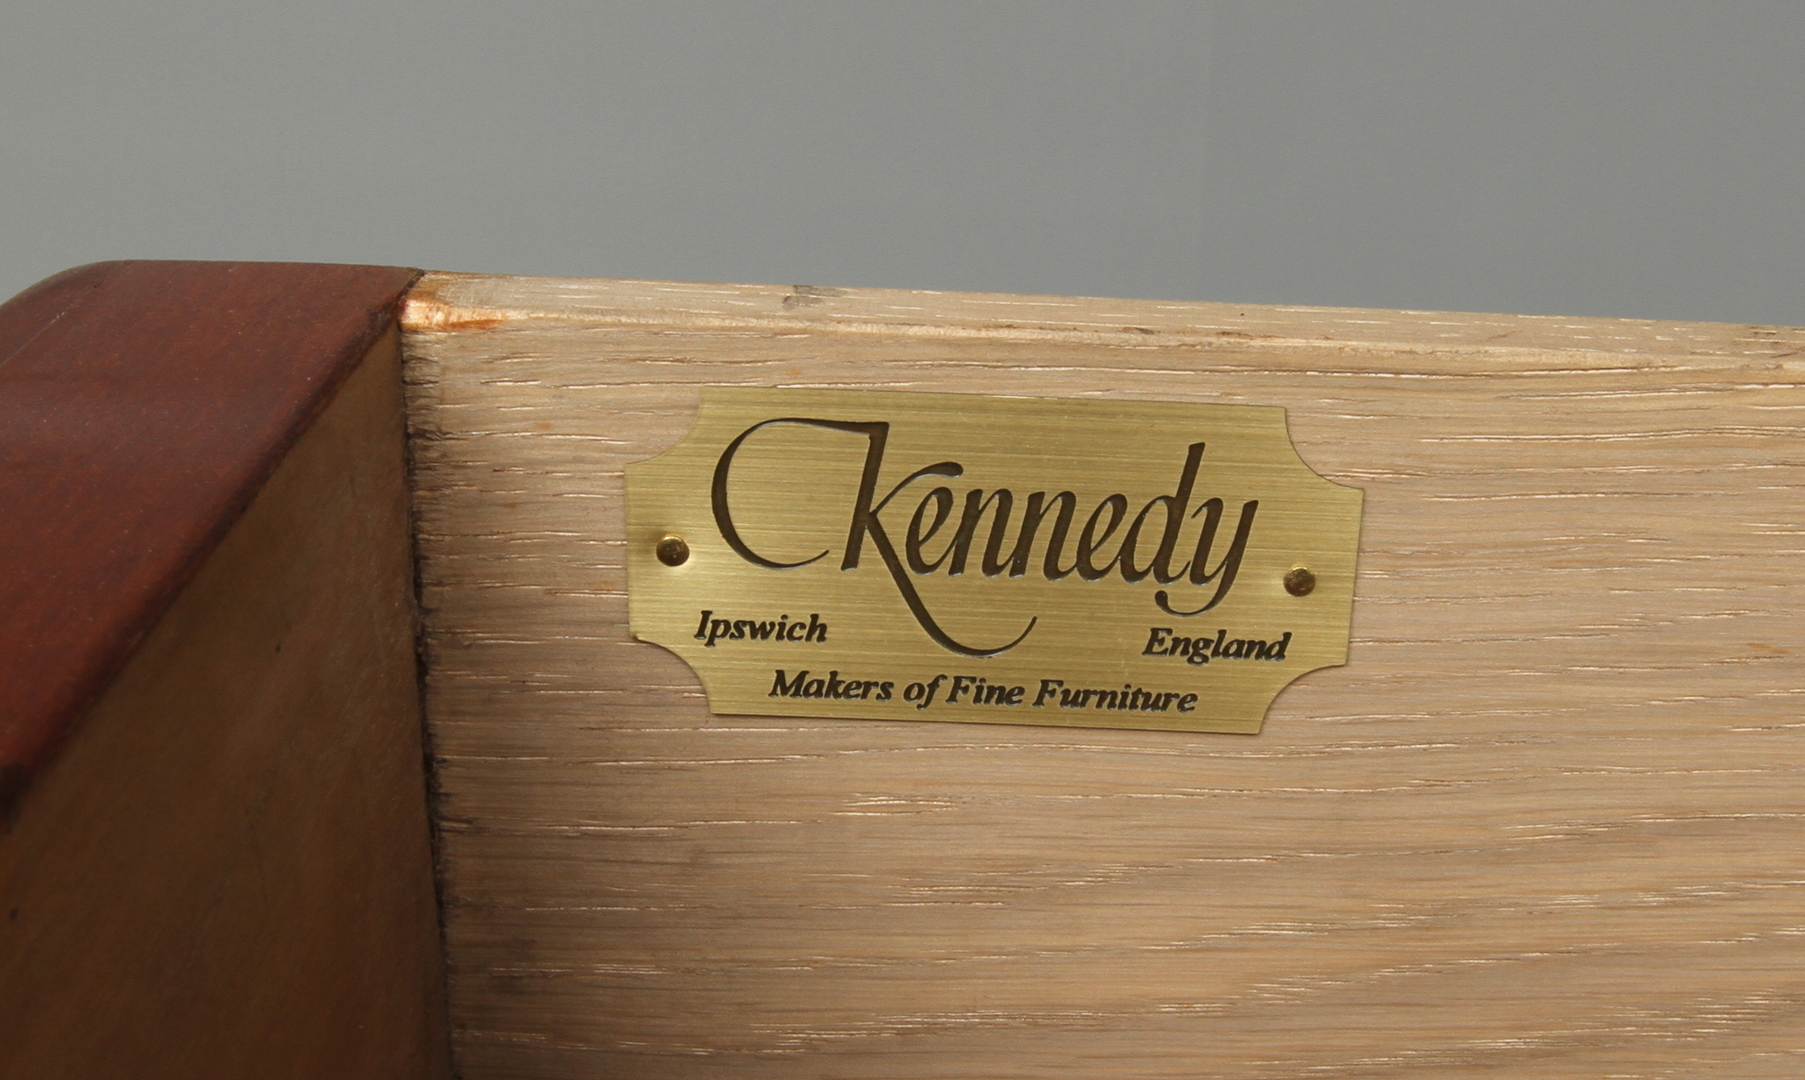 Kennedy
Ipswich England
Makers of Fine Furniture